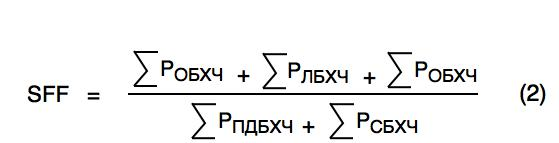 ∑PОБХЧ + ∑PЛБХЧ + ∑PОБХЧ
SFF = (2)
∑PПДБХЧ + ∑PСБХЧ